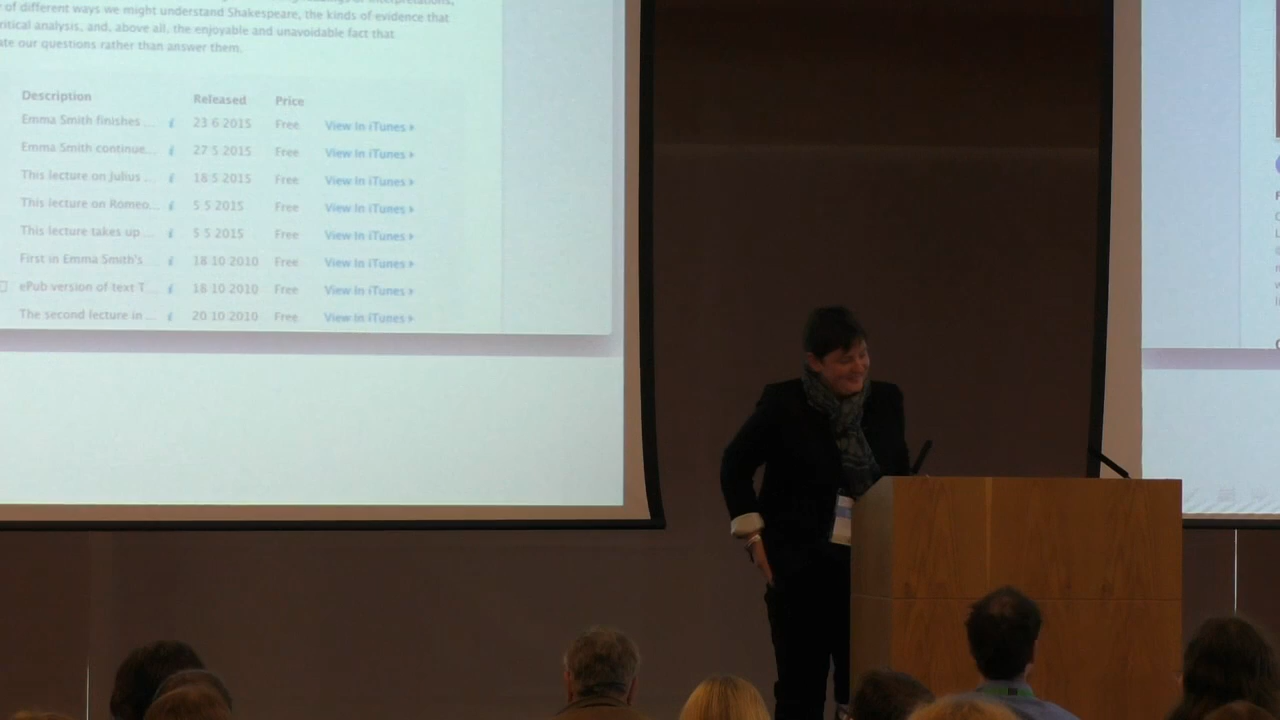 of different ways we might understand Shakespeare, the kinds of evidence that
critical analysis, and, above all, the enjoyable and unavoidable fact that
our questions rather than answer them.
Description Released Price
Emma Smith finishes ... 23 6 2015 Free View In iTunes
Emma Smith continue... 27 5 2015 Free View In iTunes
This lecture on Julius ... 18 5 2015 Free View In iTunes
This lecture on Romeo... 5 5 2015 Free View In iTunes
This lecture takes up ... 5 5 2015 Free View In iTunes
First in Emma Smith's 18 10 2010 Free View In iTunes
ePub version of text T... 18 10 2010 Free View In iTunes
The second lecture in ... 20 10 2010 Free View In iTunes